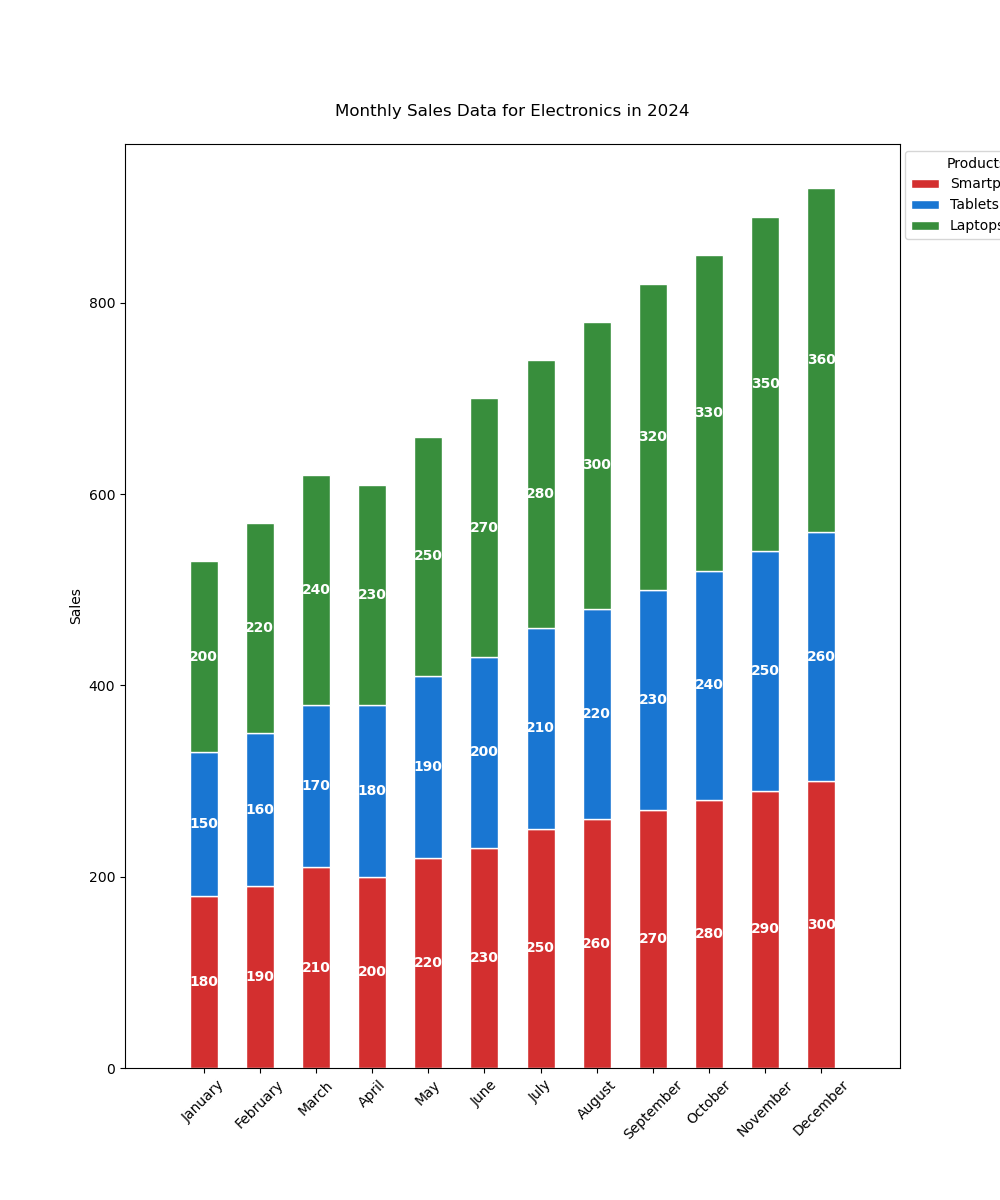 Monthly Sales Data for Electronics in 2024
Product
Smartp
Tablets
Laptops
Sales
800
600
400
200
0
200 220 240 230 250 270 280 300 320 330 350 360
150 160 170 180 190 200 210 220 230 240 250 260
180 190 210 200 220 230 250 260 270 280 290 300
January February March April May June July August September October November December